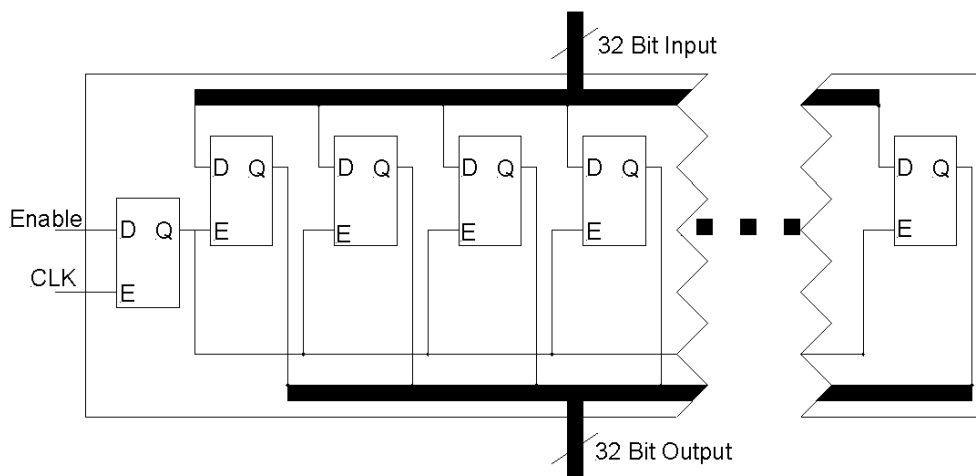 32 Bit Input
D Q
E
D Q
E
D Q
E
D Q
E
D Q
E
Enable
D Q
CLK
E
32 Bit Output